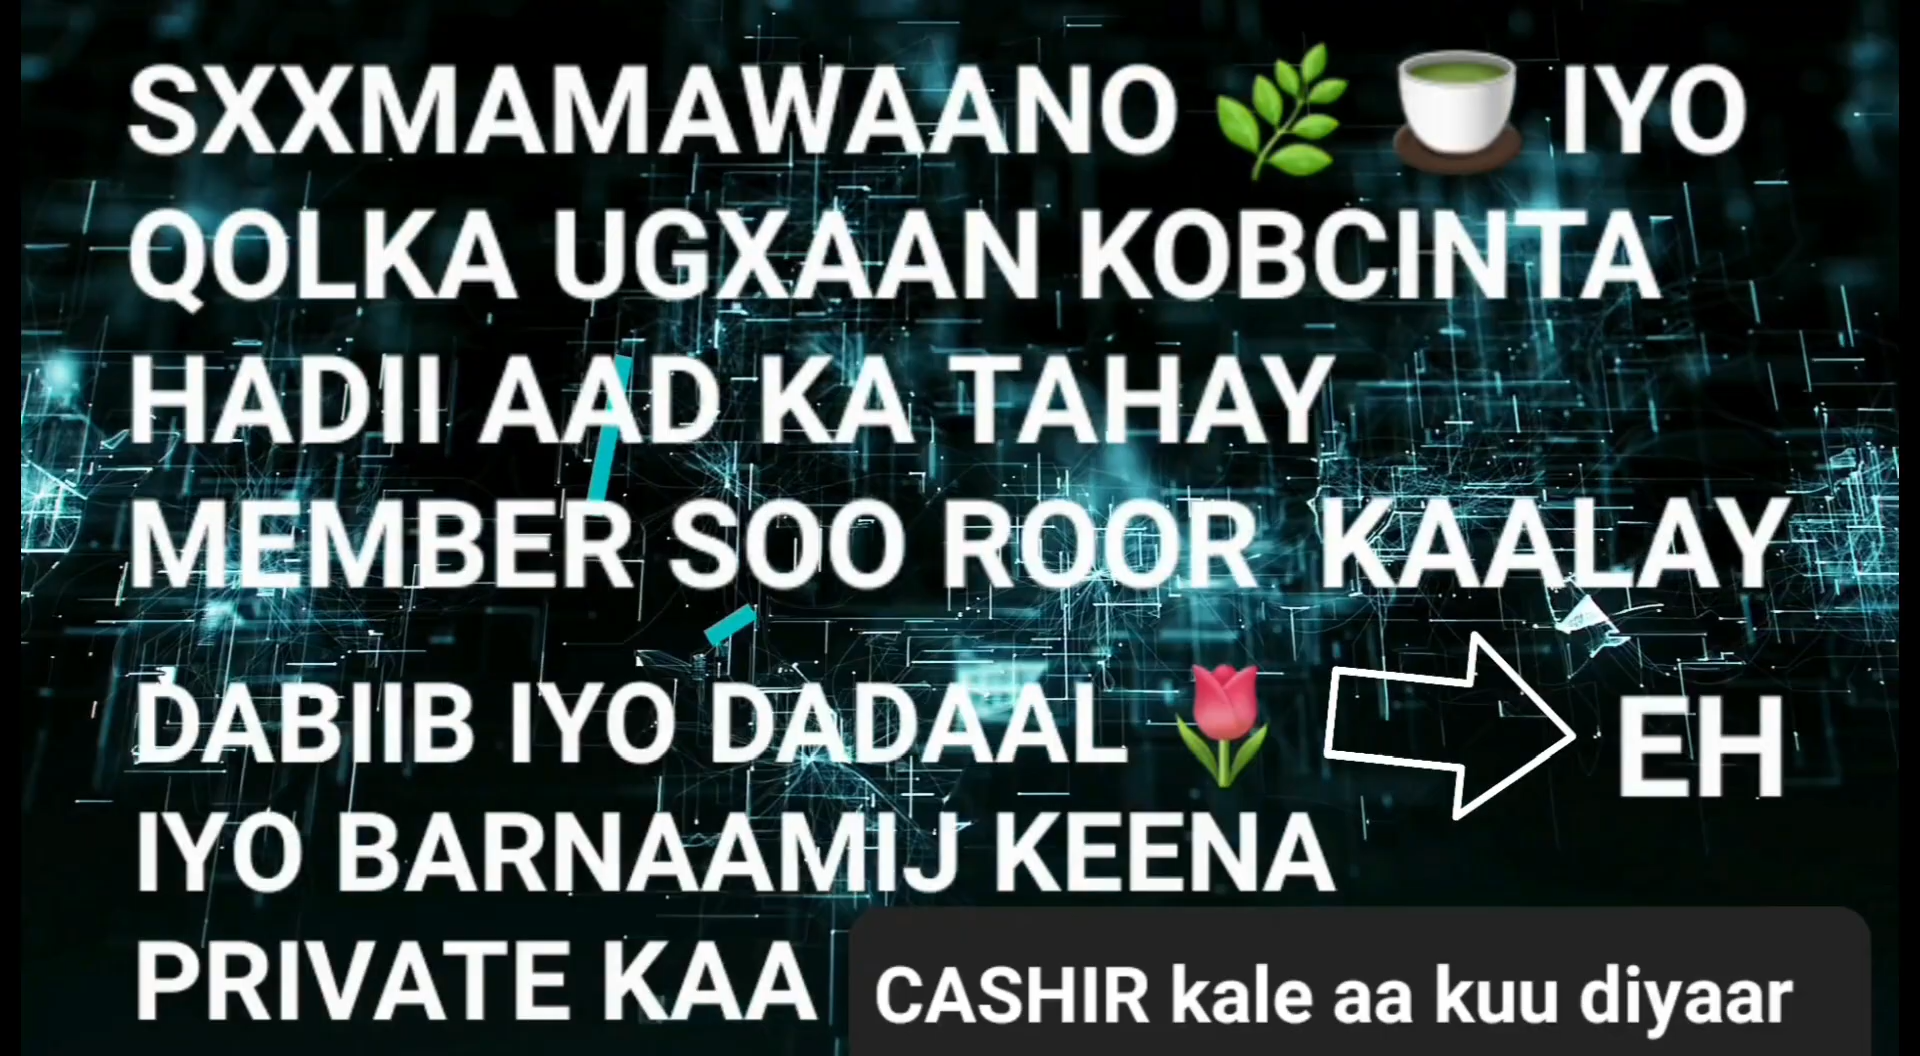 SXXMAMAWAANO 🌿 🍵 IYO
QOLKA UGXAAN KOBCINTA
HADII AAD KA TAHAY
MEMBER SOO ROOR KAALAY
DABIIB IYO DADAAL 🌷 EH
IYO BARNAAMIJ KEENA
PRIVATE KAA
CASHIR kale aa kuu diyaar